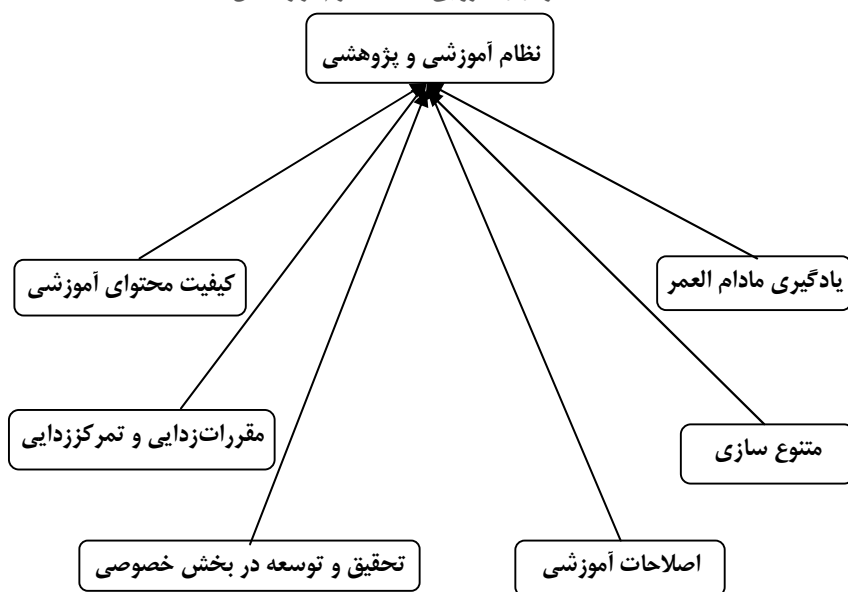 نظام آموزشی و پژوهشی
یادگیری مادام العمر
کیفیت محتوای آموزشی
متنوع سازی
مقررات‌زدایی و تمرکززدایی
اصلاحات آموزشی
تحقیق و توسعه در بخش خصوصی